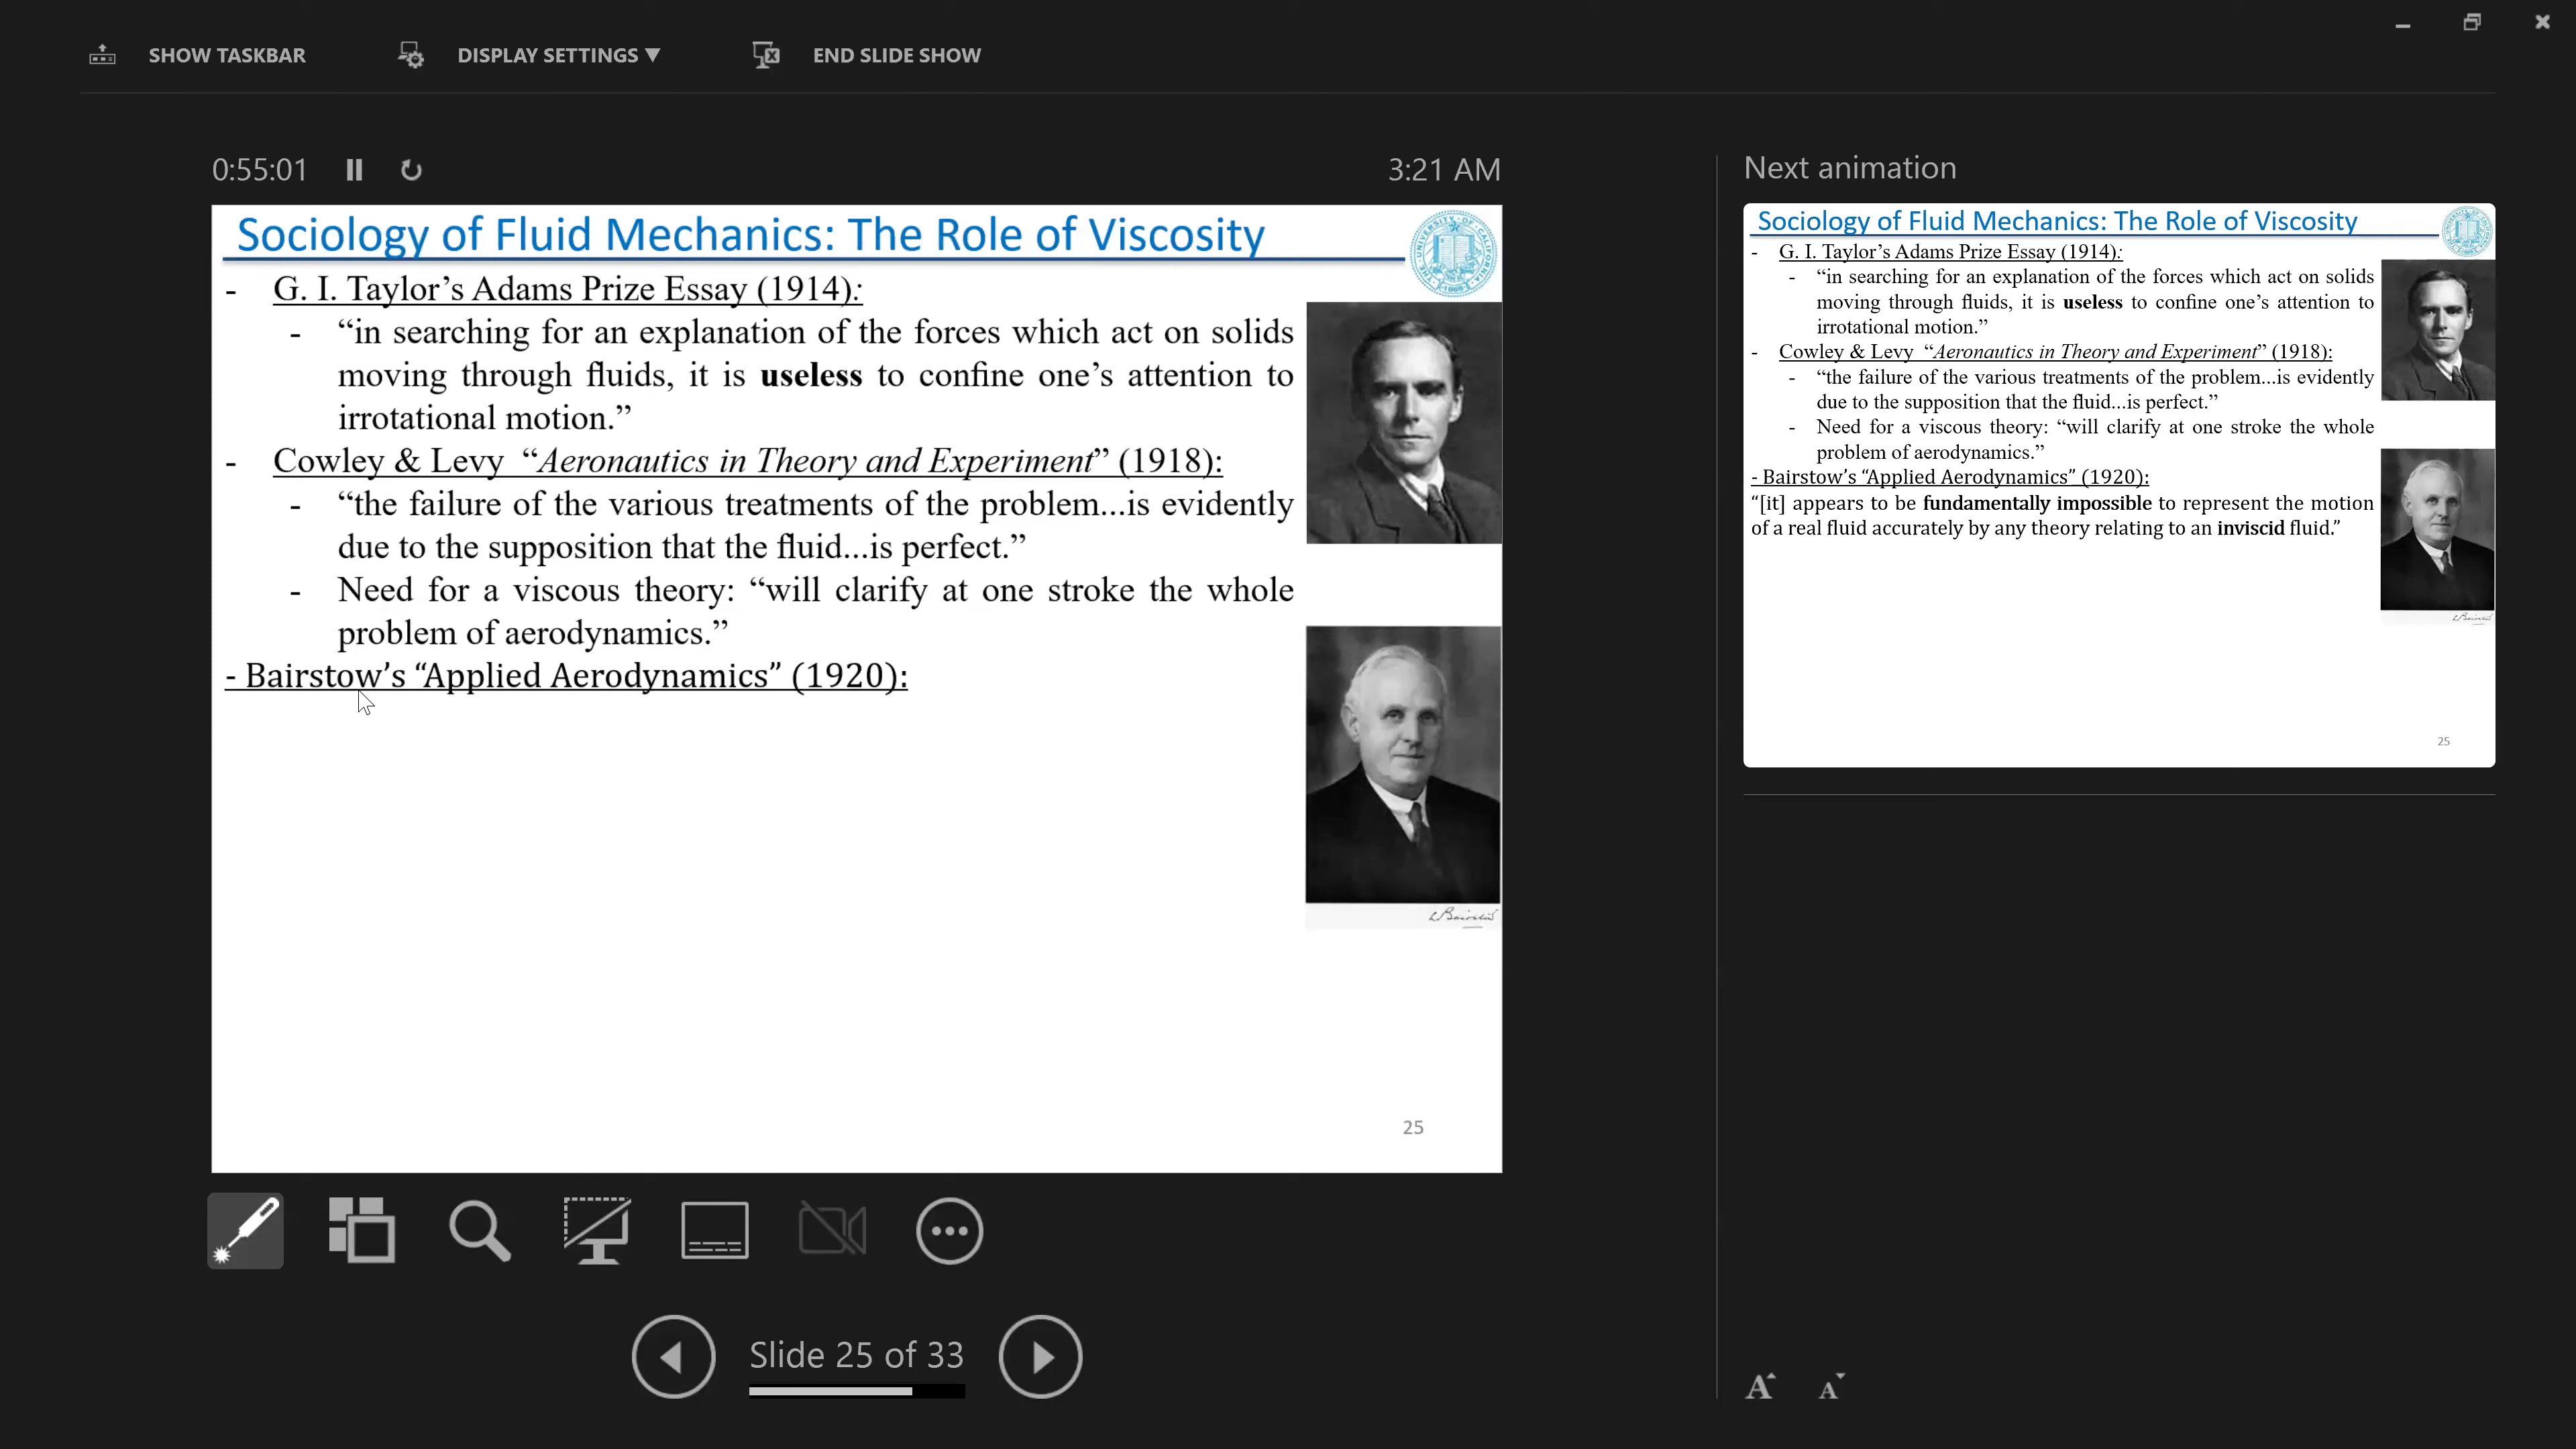 SHOW TASKBAR
DISPLAY SETTINGS ▼
END SLIDE SHOW
0:55:01
3:21 AM
Sociology of Fluid Mechanics: The Role of Viscosity
- G. I. Taylor’s Adams Prize Essay (1914):
- “in searching for an explanation of the forces which act on solids
moving through fluids, it is useless to confine one’s attention to
irrotational motion.”
- Cowley & Levy “Aeronautics in Theory and Experiment” (1918):
- “the failure of the various treatments of the problem...is evidently
due to the supposition that the fluid...is perfect.”
- Need for a viscous theory: “will clarify at one stroke the whole
problem of aerodynamics.”
- Bairstow’s “Applied Aerodynamics” (1920):
25
Slide 25 of 33
Next animation
Sociology of Fluid Mechanics: The Role of Viscosity
- G. I. Taylor’s Adams Prize Essay (1914):
- “in searching for an explanation of the forces which act on solids
moving through fluids, it is useless to confine one’s attention to
irrotational motion.”
- Cowley & Levy “Aeronautics in Theory and Experiment” (1918):
- “the failure of the various treatments of the problem...is evidently
due to the supposition that the fluid...is perfect.”
- Need for a viscous theory: “will clarify at one stroke the whole
problem of aerodynamics.”
- Bairstow’s “Applied Aerodynamics” (1920):
“[it] appears to be fundamentally impossible to represent the motion
of a real fluid accurately by any theory relating to an inviscid fluid.”
25
A A